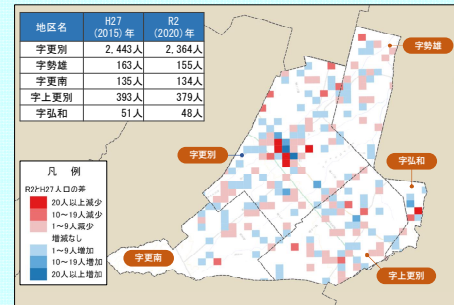 地区名 H27 (2015)年 R2 (2020)年
字更別 2,443人 2,364人
字勢雄 163人 155人
字更南 135人 134人
字上更別 393人 379人
字弘和 51人 48人
字勢雄
字更別
字弘和
字更南
字上更別
凡 例
R2とH27人口の差
20人以上減少
10～19人減少
1～9人減少
増減なし
1～9人増加
10～19人増加
20人以上増加